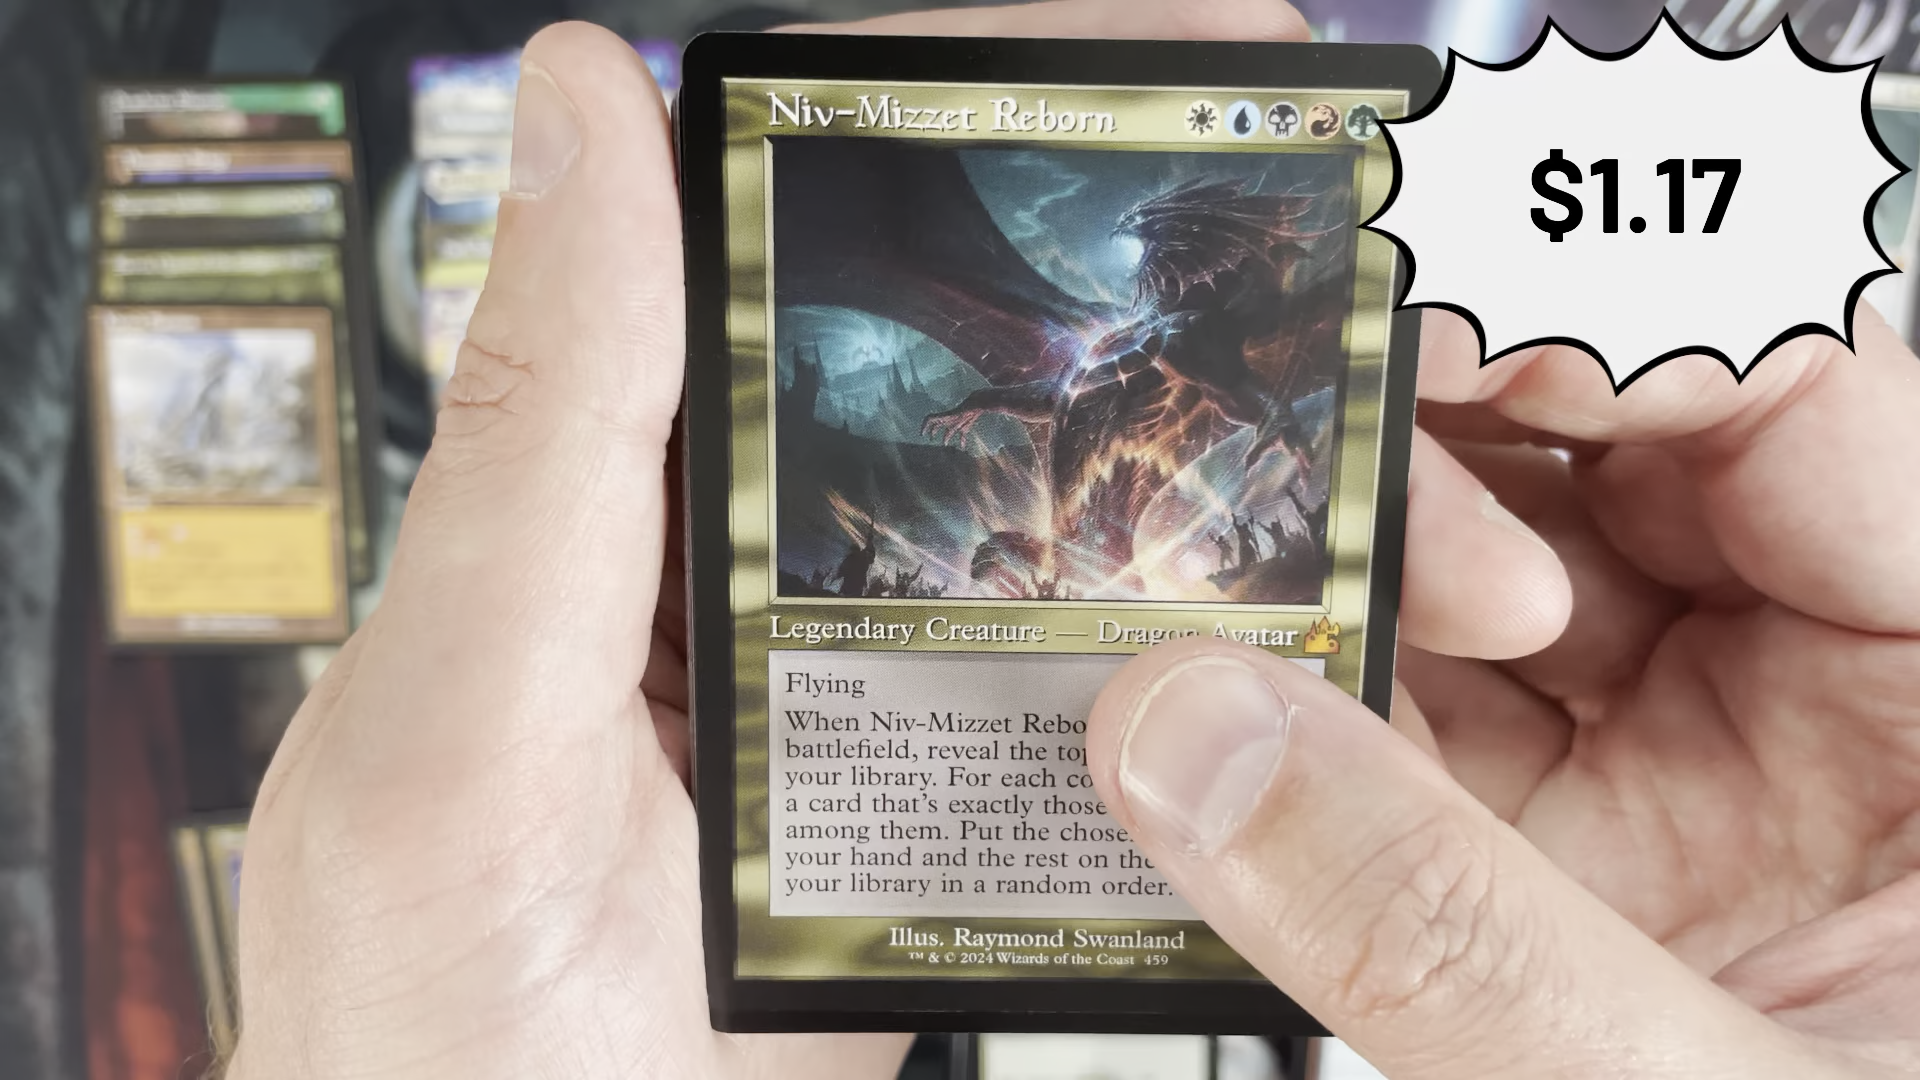 Niv-Mizzet Reborn
$1.17
Legendary Creature — Dragon Avatar
Flying
When Niv-Mizzet Rebo
battlefield, reveal the top
your library. For each co
a card that's exactly those
among them. Put the chose
your hand and the rest on the
your library in a random order.
Illus. Raymond Swanland
™ & © 2024 Wizards of the Coast 459